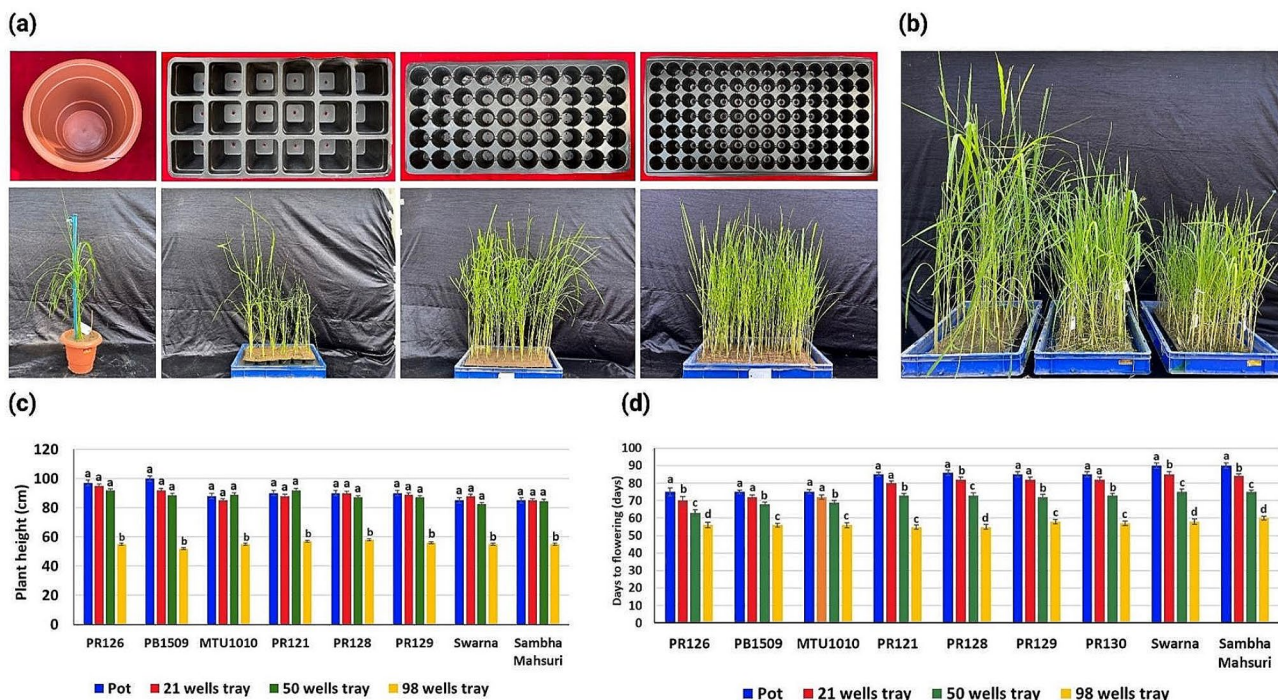 (a)
(b)
(c)
(d)
Plant height (cm)
120
100
80
60
40
20
0
a a a b
a a a b
a a a b
a a a b
a a a b
a a a b
a a a b
a a a b
PR126 PB1509 MTU1010 PR121 PR128 PR129 Swarna Sambha
Mahsuri
Pot 21 wells tray 50 wells tray 98 wells tray
Days to flowering (days)
100
90
80
70
60
50
40
30
20
10
0
a b c d
a a b c
a a b c
a a b c
a b c d
a a b c
a a b c
a b c d
a b c d
PR126 PB1509 MTU1010 PR121 PR128 PR129 PR130 Swarna Sambha
Mahsuri
Pot 21 wells tray 50 wells tray 98 wells tray